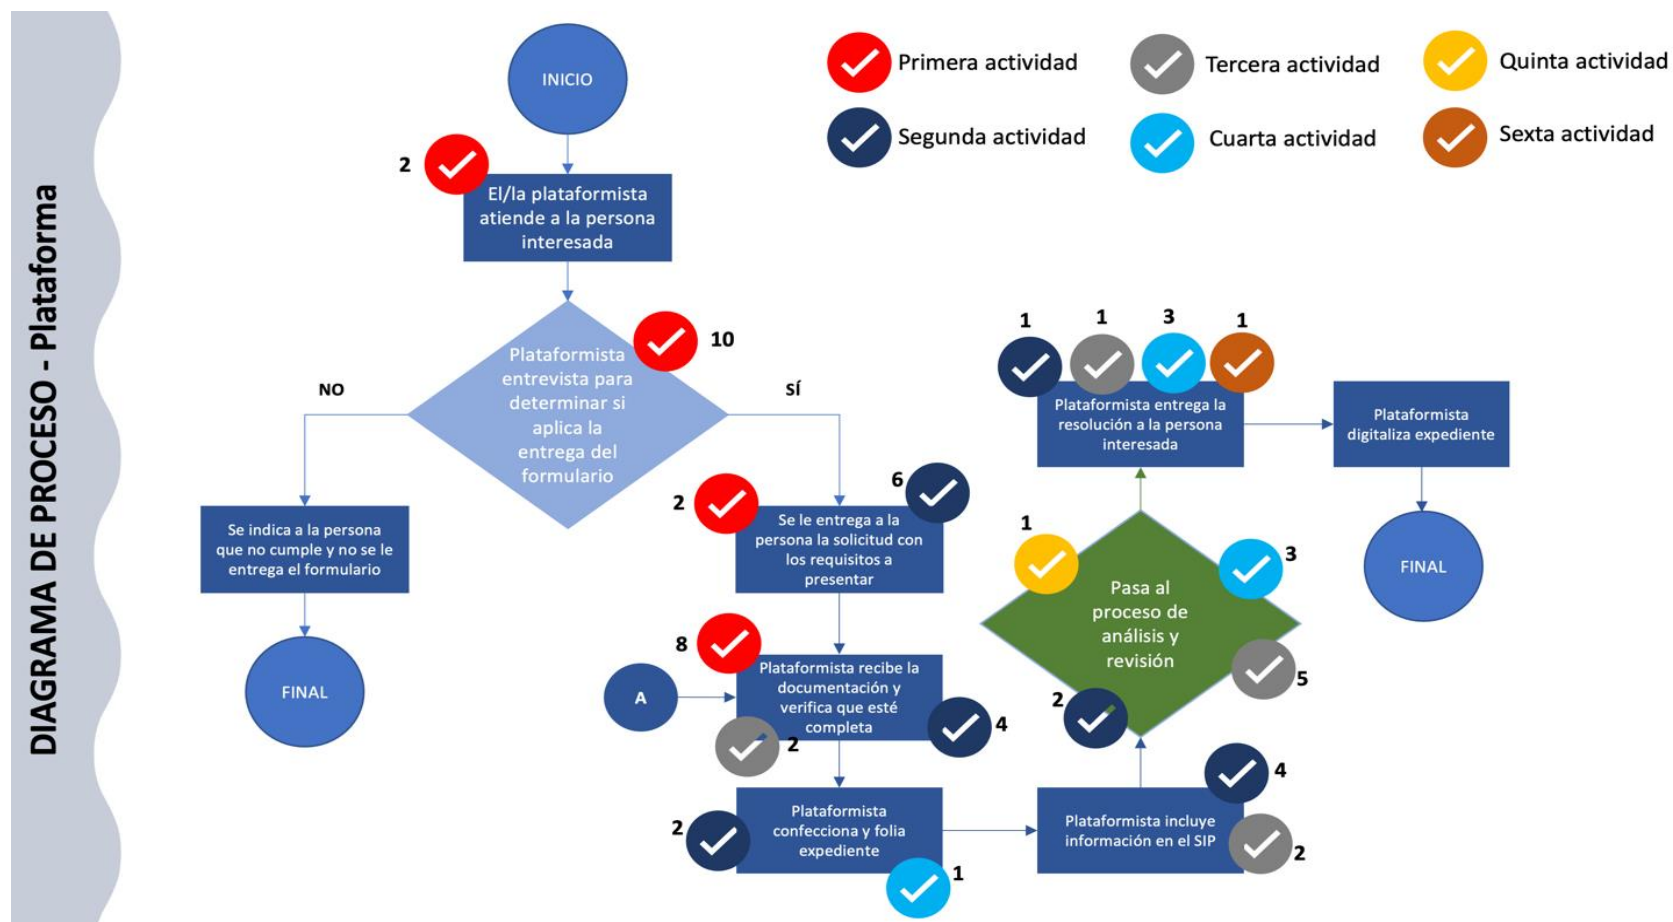 DIAGRAMA DE PROCESO - Plataforma
INICIO
Primera actividad
Tercera actividad
Quinta actividad
Segunda actividad
Cuarta actividad
Sexta actividad
2
El/la plataformista
atiende a la persona
interesada
10
Plataformista
entrevista para
determinar si
aplica la
entrega del
formulario
NO
SÍ
Se indica a la persona
que no cumple y no se le
entrega el formulario
FINAL
2
6
Se le entrega a la
persona la solicitud con
los requisitos a
presentar
8
A
Plataformista recibe la
documentación y
verifica que esté
completa
2
4
2
Plataformista
confecciona y folia
expediente
1
4
Plataformista incluye
información en el SIP
2
1
3
Pasa al
proceso de
análisis y
revisión
2
5
1
1
3
1
Plataformista entrega la
resolución a la persona
interesada
Plataformista
digitaliza expediente
FINAL